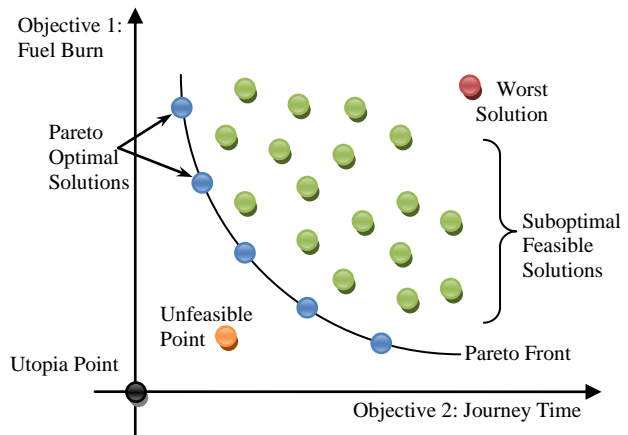 Objective 1:
Fuel Burn
Worst
Solution
Pareto
Optimal
Solutions
Suboptimal
Feasible
Solutions
Unfeasible
Point
Pareto Front
Utopia Point
Objective 2: Journey Time